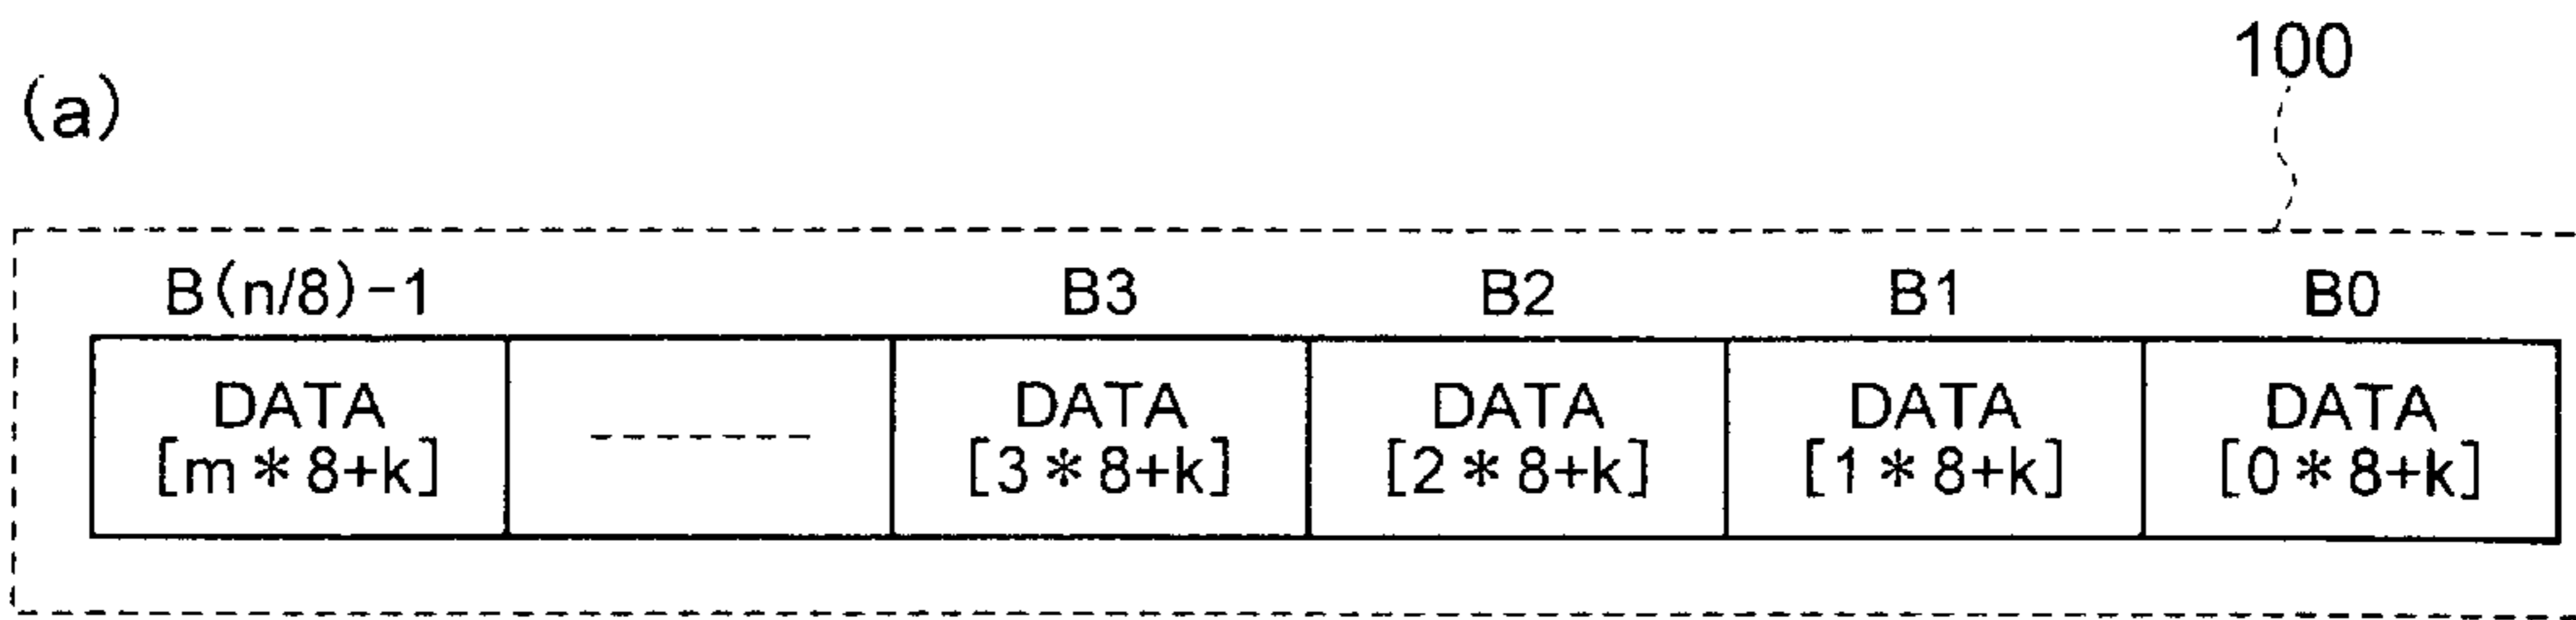 100
(a)
B(n/8)-1 B3 B2 B1 B0
DATA DATA DATA DATA DATA
[m*8+k] -------- [3*8+k] [2*8+k] [1*8+k] [0*8+k]